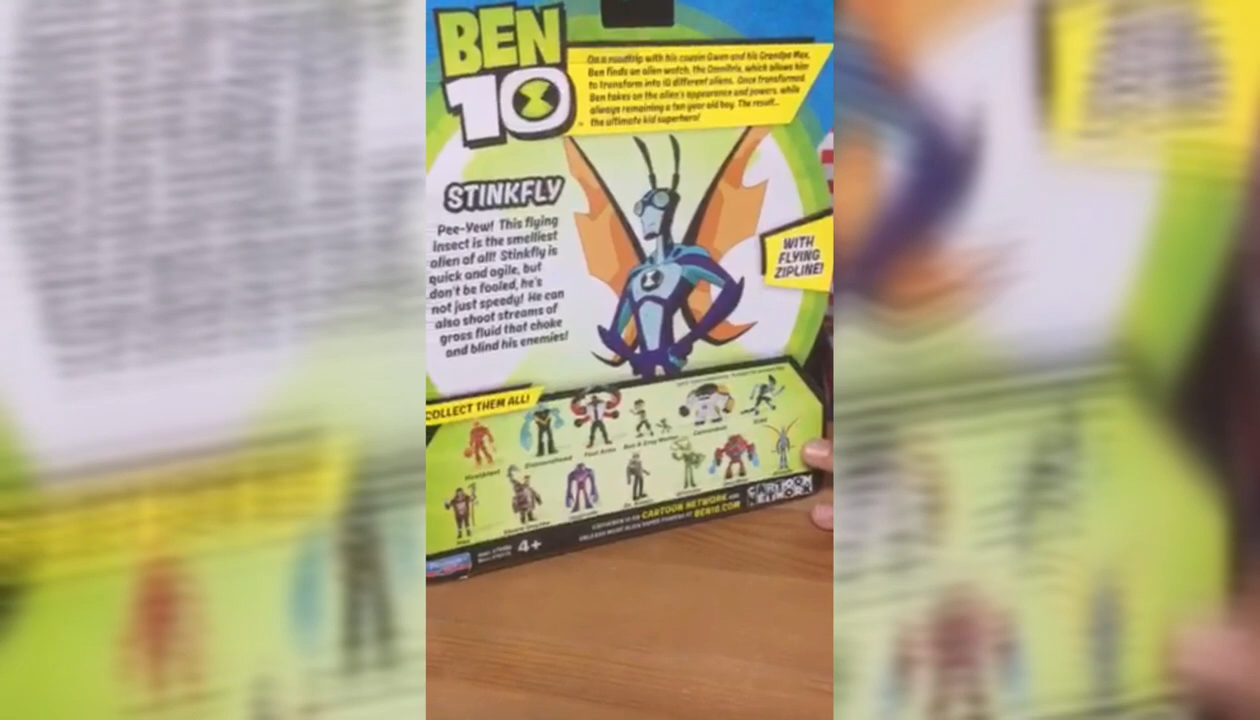 BEN
10
On a roadtrip with his cousin Gwen and his Grandpa Max,
Ben finds an alien watch, the Omnitrix, which allows him
to transform into 10 different aliens. Once transformed
Ben takes on the alien's appearance and powers, while
always remaining a ten year old boy. The result...
the ultimate kid superhero!
STINKFLY
Pee-Yew! This flying
insect is the smelliest
alien of all! Stinkfly is
quick and agile, but
don't be fooled, he's
not just speedy! He can
also shoot streams of
gross fluid that choke
and blind his enemies!
WITH
FLYING
ZIPLINE!
COLLECT THEM ALL!
Heatblast
Diamondhead
Four Arms
Cannonbolt
CARTOON NETWORK AND
BEN10.COM
CARTOON
NETWORK
4+